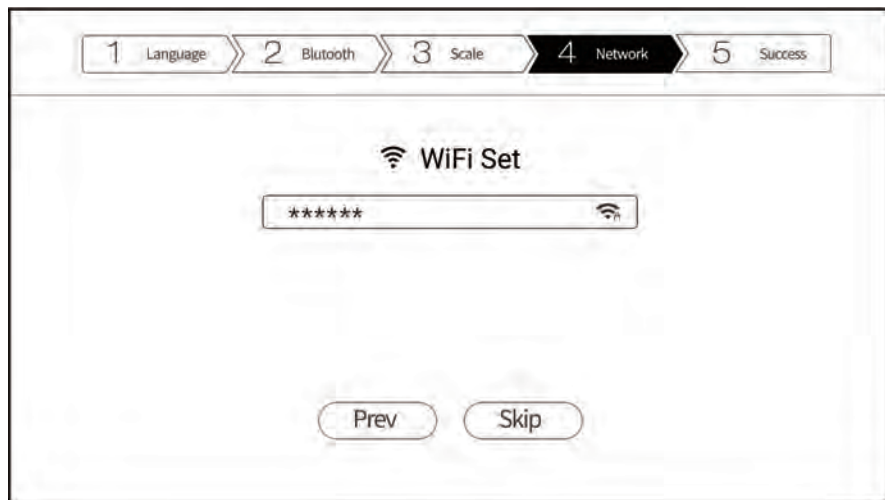 1 Language 2 Blutooth 3 Scale 4 Network 5 Success
WiFi Set
******
Prev Skip